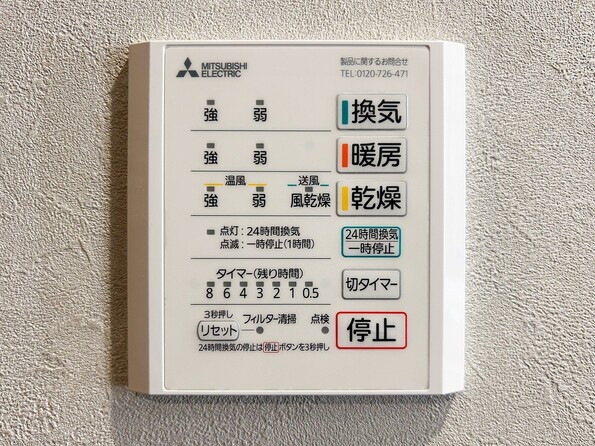 MITSUBISHI
ELECTRIC
製品に関するお問合せ
TEL:0120-726-471
強 弱 換気
強 弱 暖房
温風 送風
強 弱 風乾燥 乾燥
点灯：24時間換気
点滅：一時停止(1時間)
24時間換気
一時停止
タイマー(残り時間)
8 6 4 3 2 1 0.5
切タイマー
3秒押し
リセット フィルター清掃 点検
停止
24時間換気の停止は停止ボタンを3秒押し